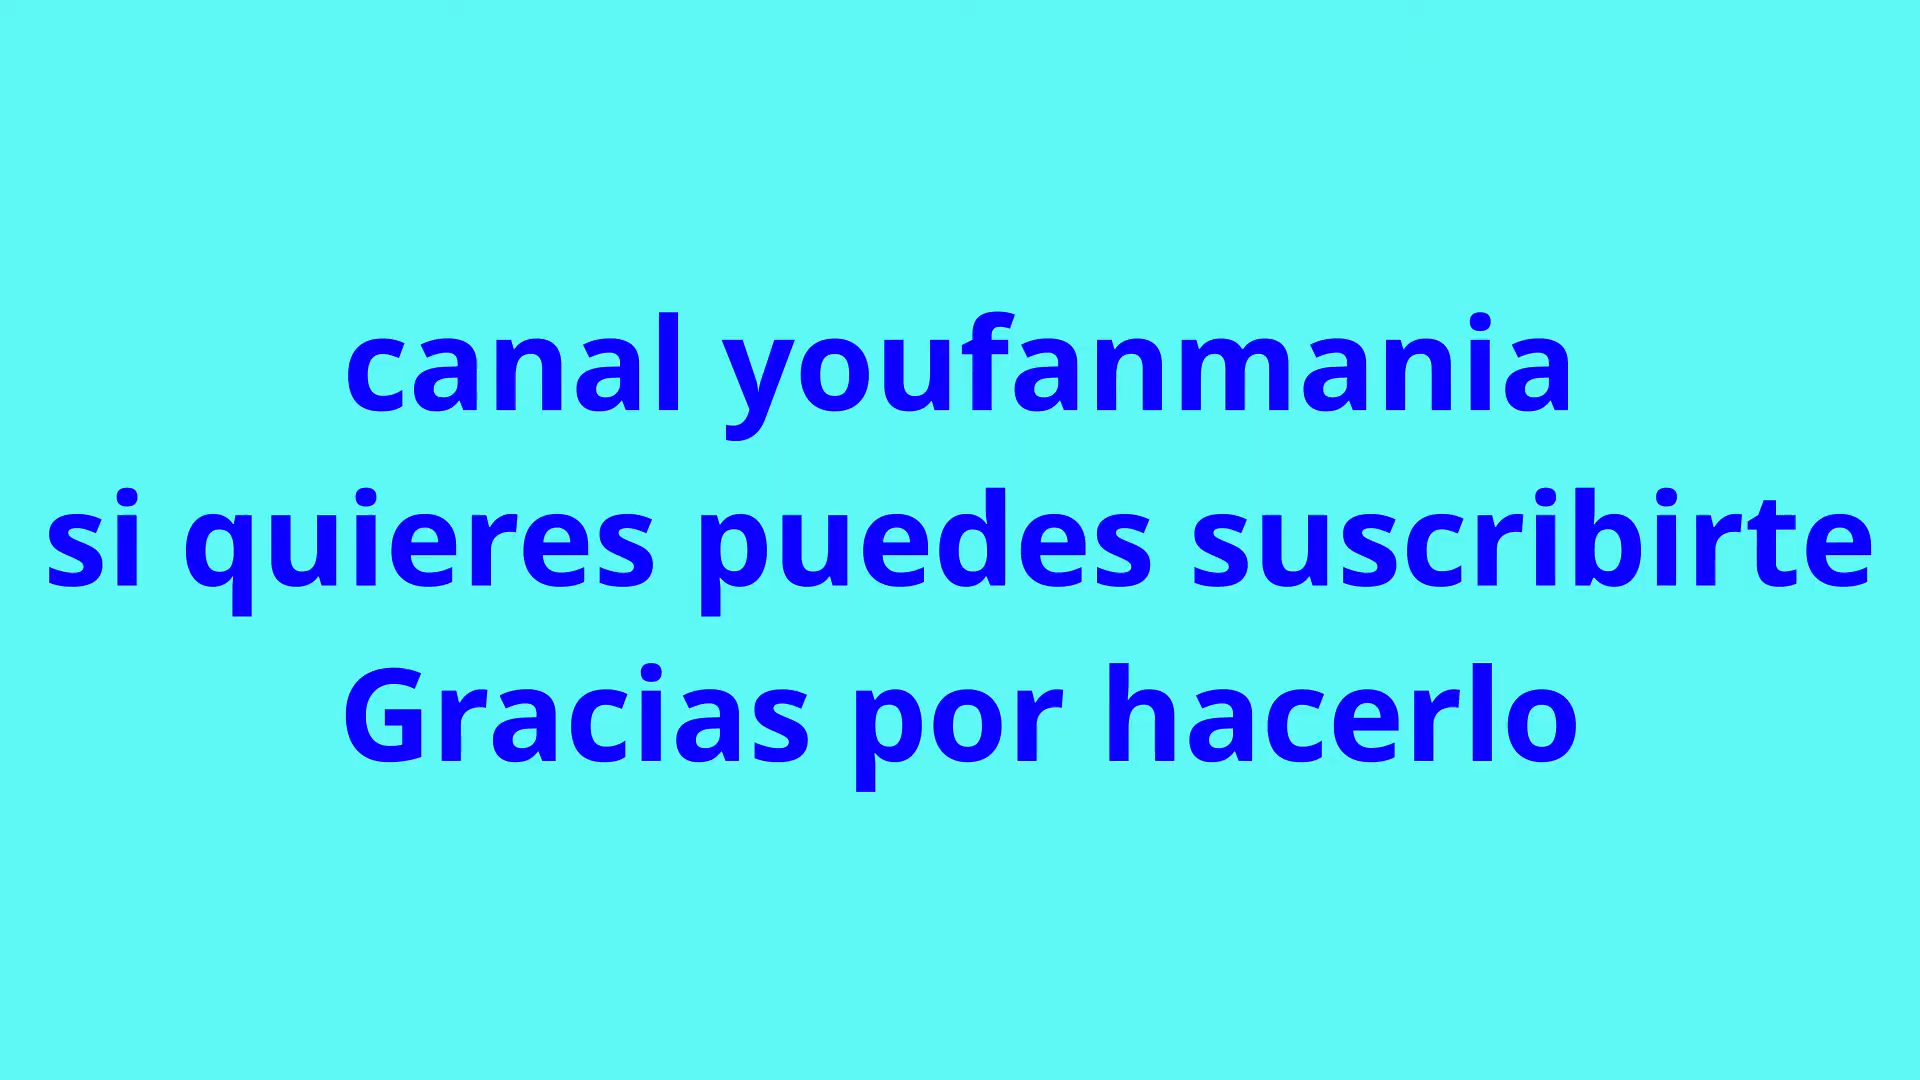 canal youfanmania
si quieres puedes suscribirte
Gracias por hacerlo